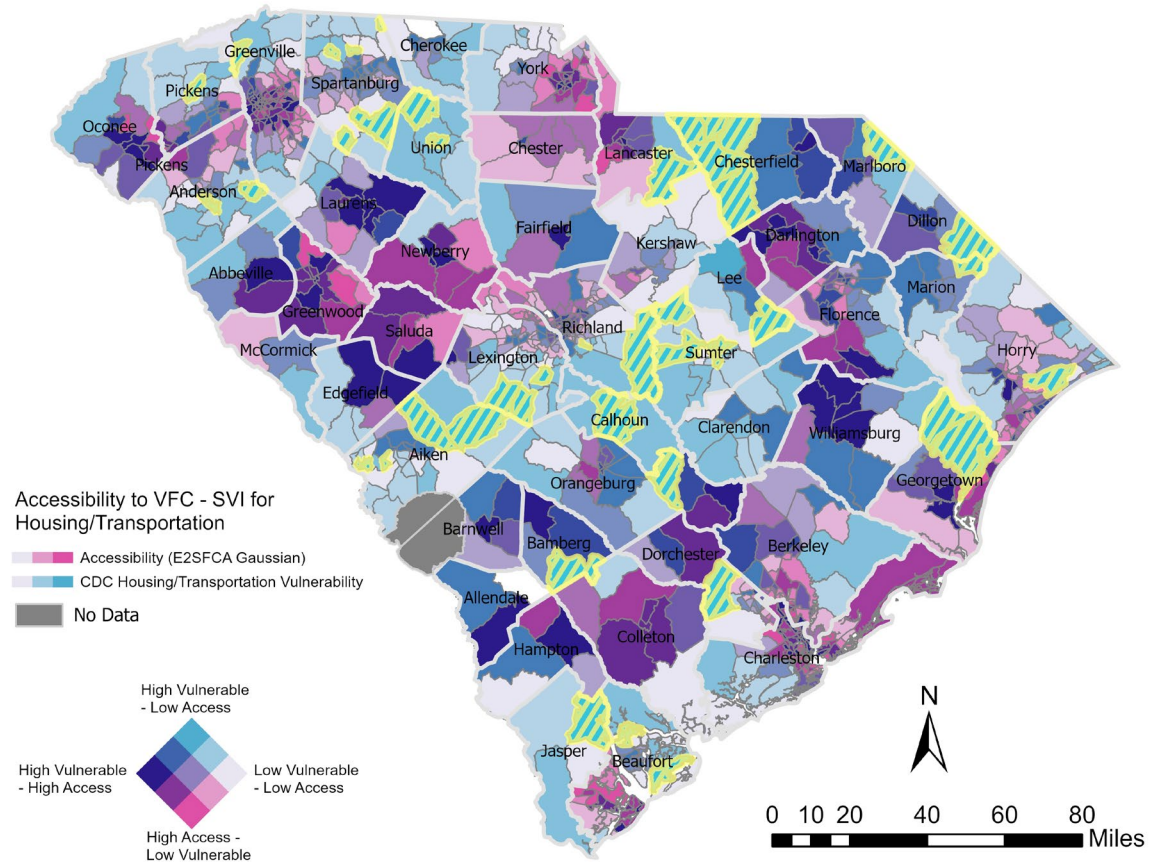 Cherokee
Greenville
York
Spartanburg
Pickens
Oconee
Union
Chester
Lancaster
Chesterfield
Marlboro
Pickens
Anderson
Laurens
Dillon
Fairfield
Darlington
Newberry
Kershaw
Abbeville
Lee
Marion
Greenwood
Florence
Saluda
Richland
McCormick
Lexington
Sumter
Horry
Edgefield
Calhoun
Clarendon
Williamsburg
Aiken
Orangeburg
Georgetown
Accessibility to VFC - SVI for
Housing/Transportation
Accessibility (E2SFCA Gaussian)
CDC Housing/Transportation Vulnerability
No Data
Barnwell
Bamberg
Dorchester
Berkeley
Allendale
Hampton
Colleton
Charleston
Jasper
Beaufort
High Vulnerable
- Low Access
High Vulnerable
- High Access
Low Vulnerable
- Low Access
High Access -
Low Vulnerable
N
0 10 20 40 60 80
Miles